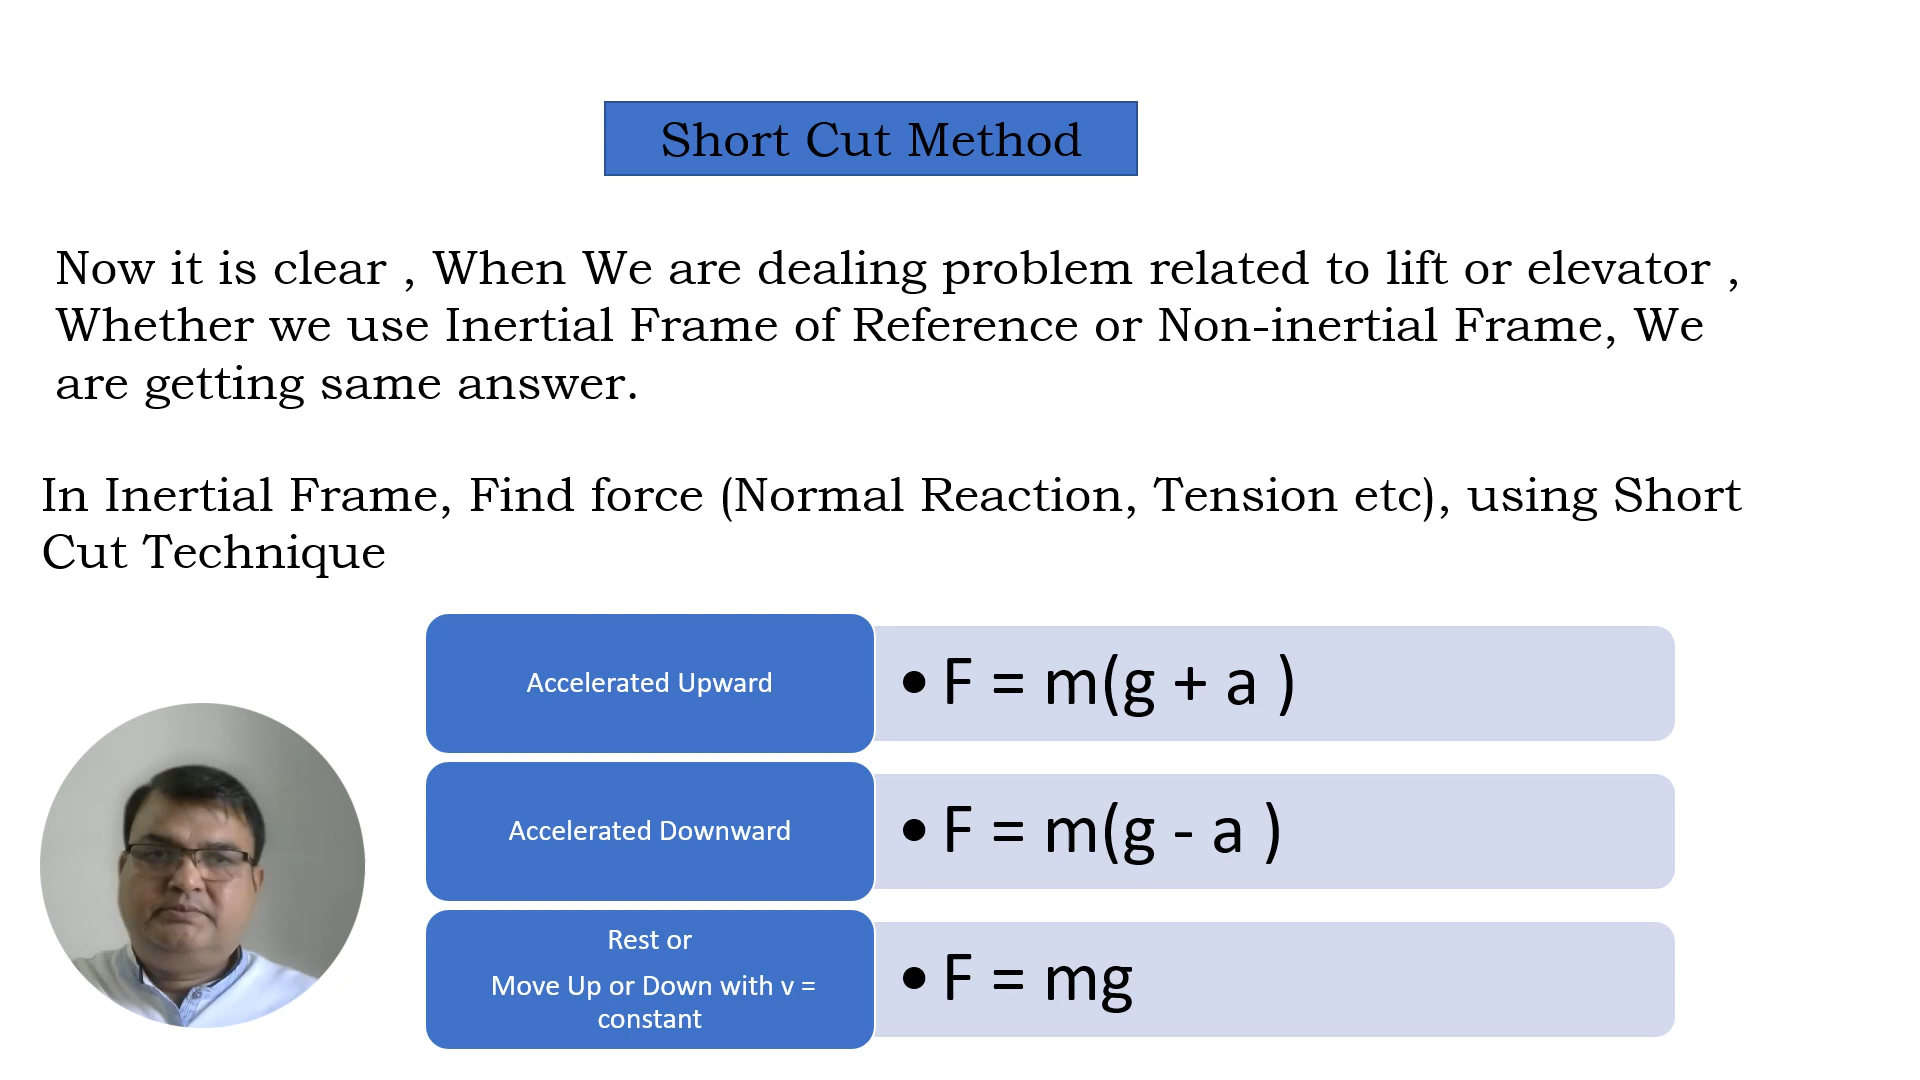 Short Cut Method
Now it is clear , When We are dealing problem related to lift or elevator ,
Whether we use Inertial Frame of Reference or Non-inertial Frame, We
are getting same answer.
In Inertial Frame, Find force (Normal Reaction, Tension etc), using Short
Cut Technique
Accelerated Upward
• F = m(g + a )
Accelerated Downward
• F = m(g - a )
Rest or
Move Up or Down with v =
constant
• F = mg